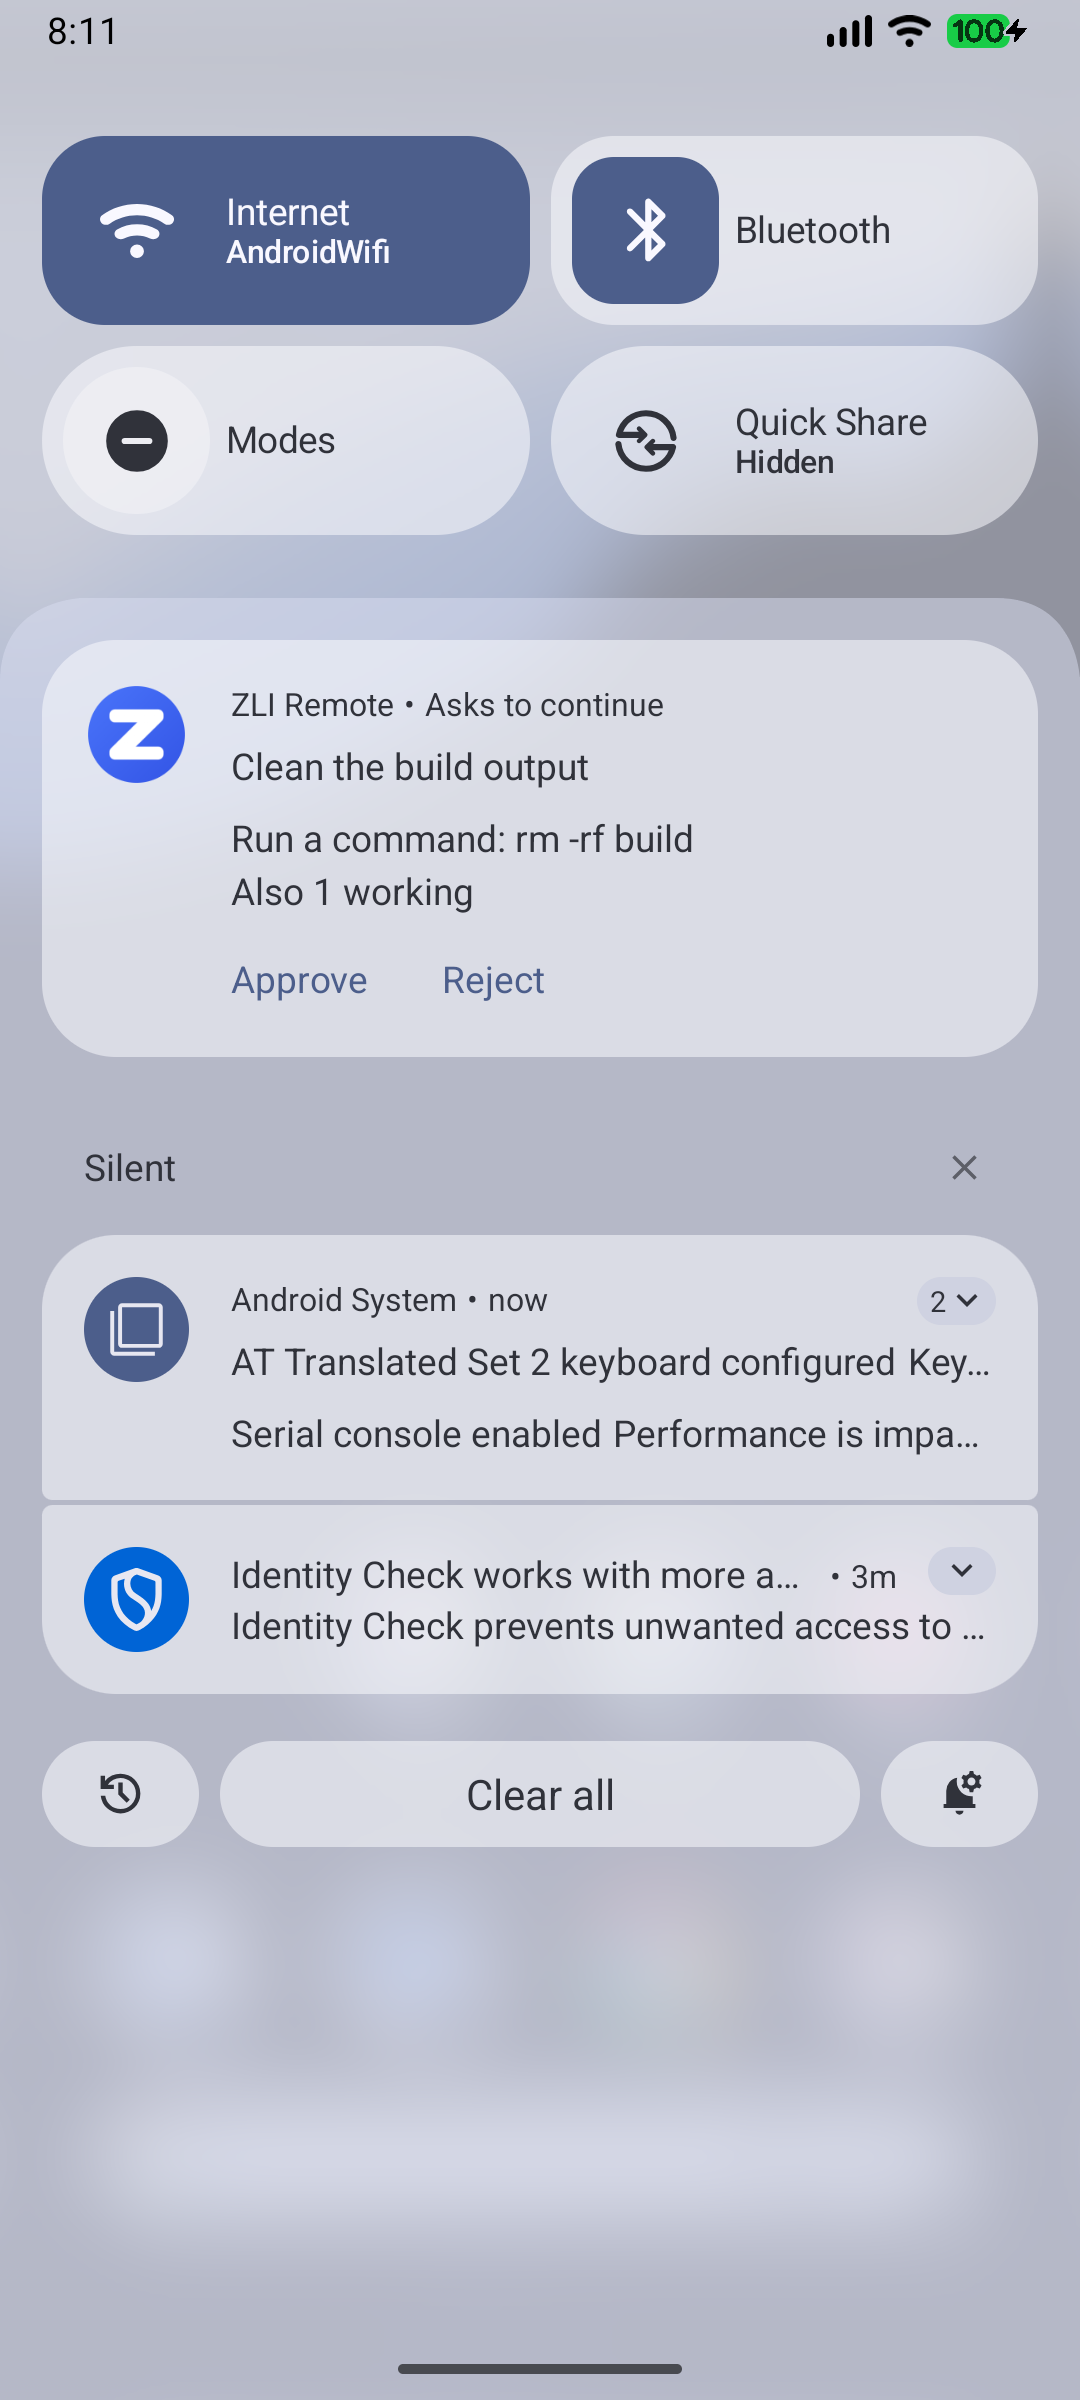 8:11
100
Internet
AndroidWifi
Bluetooth
Modes
Quick Share
Hidden
ZLI Remote • Asks to continue
Clean the build output
Run a command: rm -rf build
Also 1 working
Approve Reject
Silent
Android System • now
2
AT Translated Set 2 keyboard configured Key…
Serial console enabled Performance is impa…
Identity Check works with more a… • 3m
Identity Check prevents unwanted access to …
Clear all